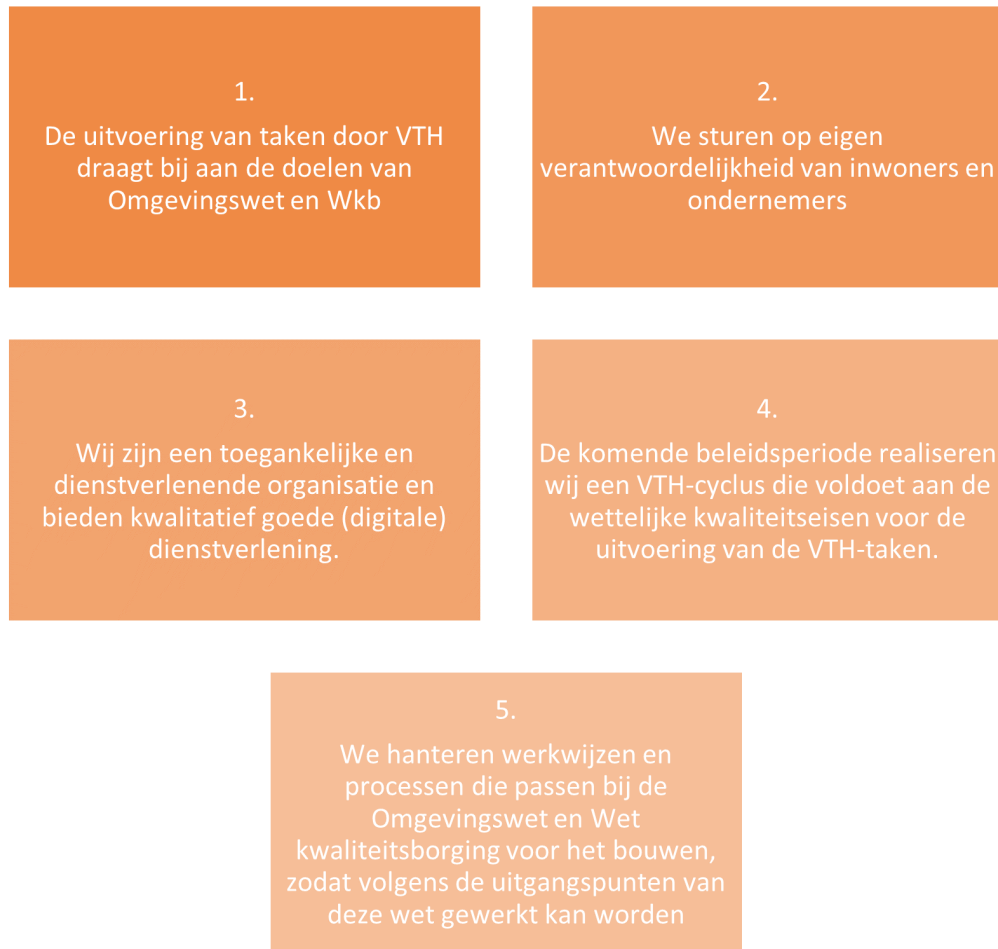 1.
De uitvoering van taken door VTH
draagt bij aan de doelen van
Omgevingswet en Wkb
2.
We sturen op eigen
verantwoordelijkheid van inwoners en
ondernemers
3.
Wij zijn een toegankelijke en
dienstverlenende organisatie en
bieden kwalitatief goede (digitale)
dienstverlening.
4.
De komende beleidsperiode realiseren
wij een VTH-cyclus die voldoet aan de
wettelijke kwaliteitseisen voor de
uitvoering van de VTH-taken.
5.
We hanteren werkwijzen en
processen die passen bij de
Omgevingswet en Wet
kwaliteitsborging voor het bouwen,
zodat volgens de uitgangspunten van
deze wet gewerkt kan worden